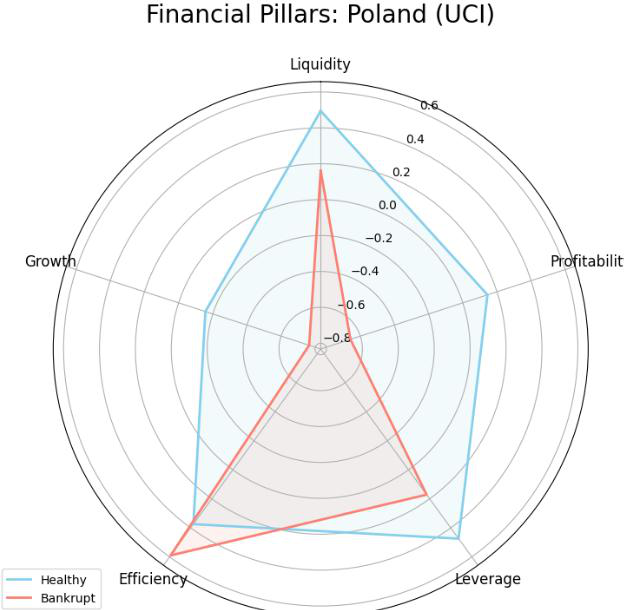 Financial Pillars: Poland (UCI)
Liquidity
0.6
0.4
0.2
0.0
−0.2
−0.4
−0.6
−0.8
Growth
Profitabilit
Efficiency
Leverage
Healthy
Bankrupt